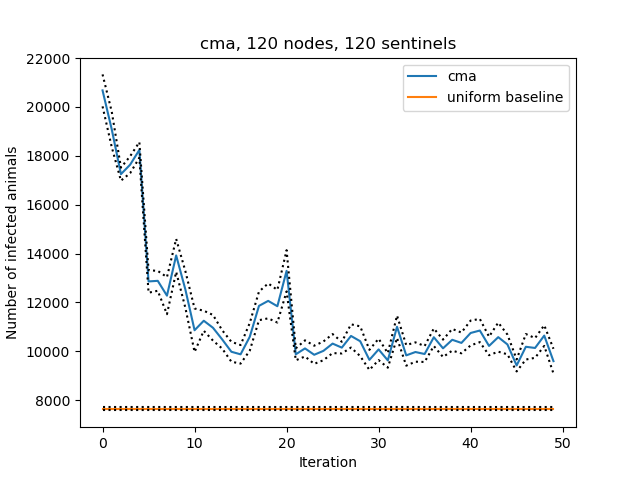 cma, 120 nodes, 120 sentinels
cma
uniform baseline
Number of infected animals
22000
20000
18000
16000
14000
12000
10000
8000
0 10 20 30 40 50
Iteration